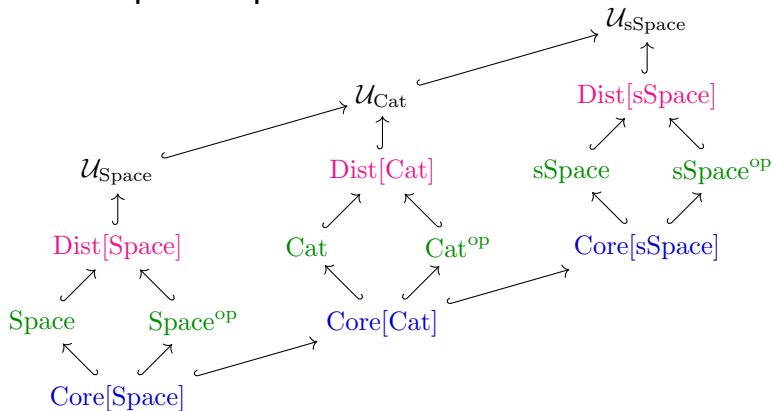 𝒰_sSpace
𝒰_Cat
Dist[sSpace]
𝒰_Space
Dist[Cat]
sSpace
sSpace^op
Dist[Space]
Cat
Cat^op
Core[sSpace]
Space
Space^op
Core[Cat]
Core[Space]